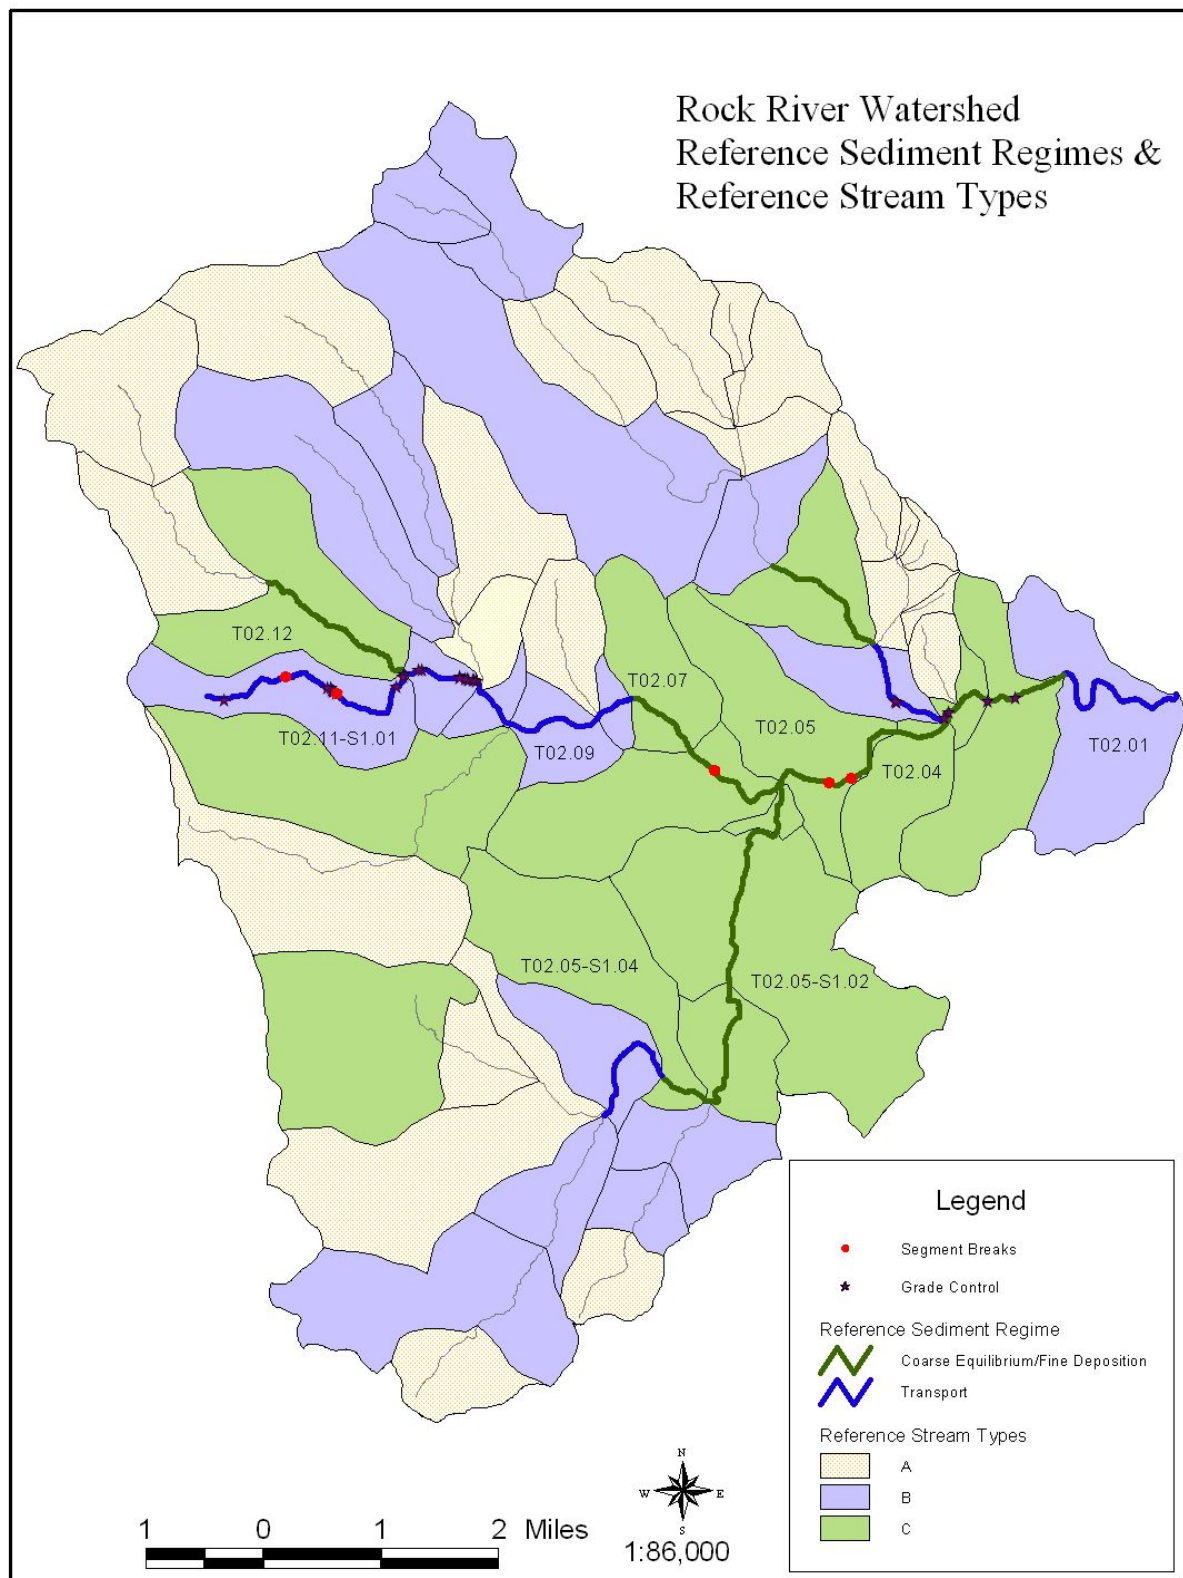 Rock River Watershed
Reference Sediment Regimes &
Reference Stream Types
T02.12
T02.07
T02.11-S1.01
T02.09
T02.05
T02.04
T02.01
T02.05-S1.04
T02.05-S1.02
Legend
Segment Breaks
Grade Control
Reference Sediment Regime
Coarse Equilibrium/Fine Deposition
Transport
Reference Stream Types
A
B
C
N
W E
S
1 0 1 2 Miles
1:86,000